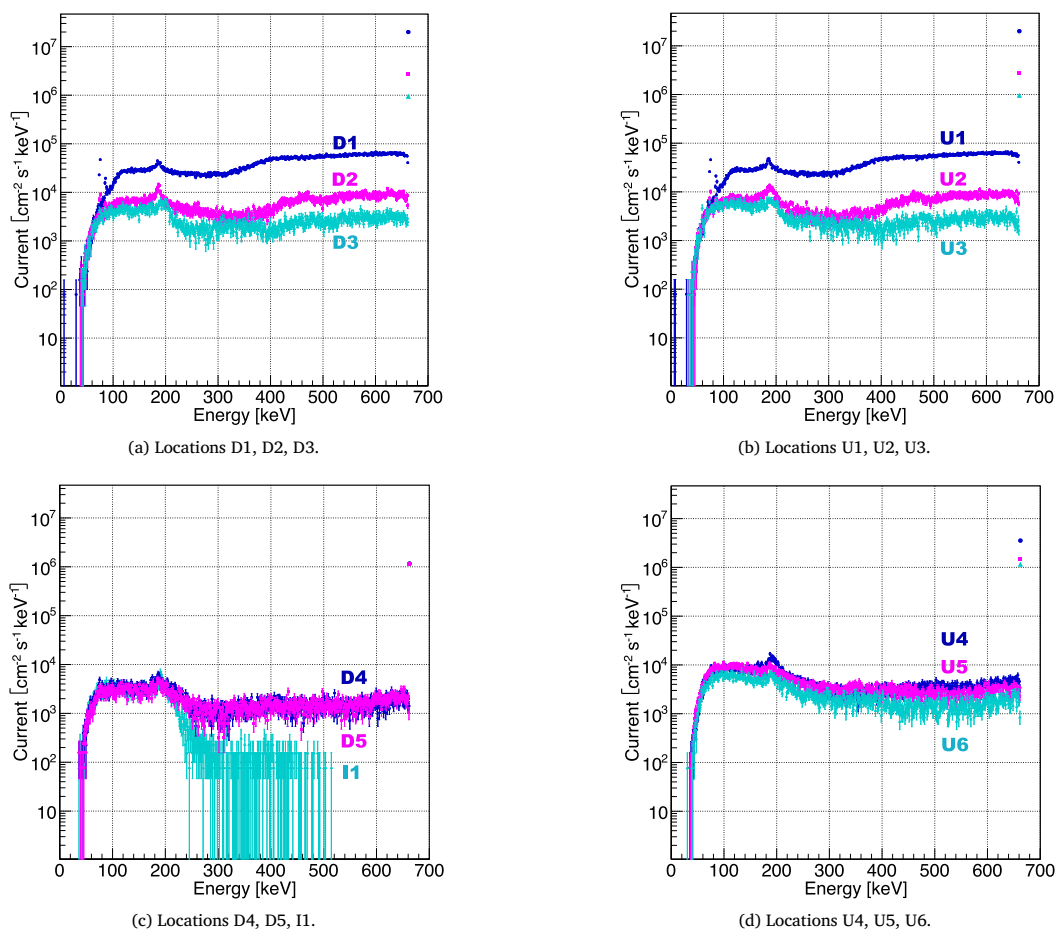 Current [cm⁻² s⁻¹ keV⁻¹]
10⁷
10⁶
10⁵
10⁴
10³
10²
10
D1
D2
D3
0 100 200 300 400 500 600 700
Energy [keV]
(a) Locations D1, D2, D3.
Current [cm⁻² s⁻¹ keV⁻¹]
10⁷
10⁶
10⁵
10⁴
10³
10²
10
U1
U2
U3
0 100 200 300 400 500 600 700
Energy [keV]
(b) Locations U1, U2, U3.
Current [cm⁻² s⁻¹ keV⁻¹]
10⁷
10⁶
10⁵
10⁴
10³
10²
10
D4
D5
I1
0 100 200 300 400 500 600 700
Energy [keV]
(c) Locations D4, D5, I1.
Current [cm⁻² s⁻¹ keV⁻¹]
10⁷
10⁶
10⁵
10⁴
10³
10²
10
U4
U5
U6
0 100 200 300 400 500 600 700
Energy [keV]
(d) Locations U4, U5, U6.